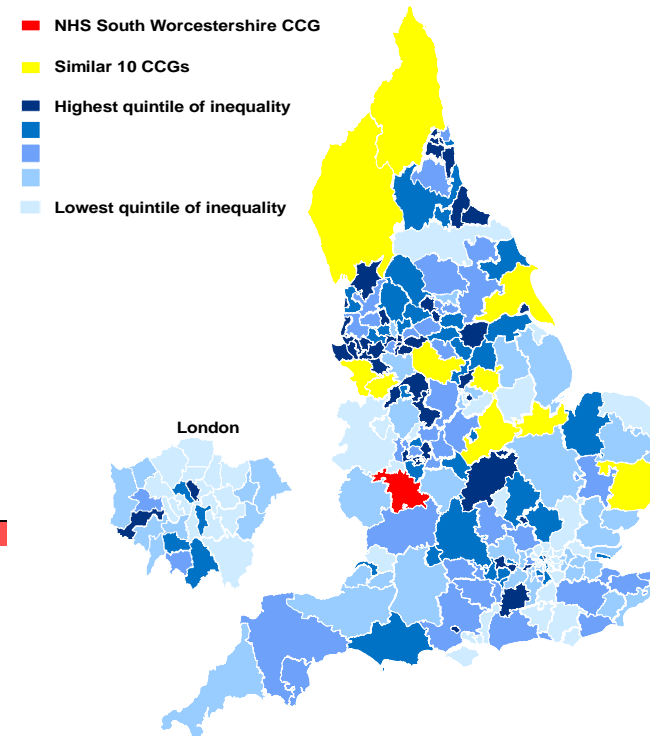 NHS South Worcestershire CCG
Similar 10 CCGs
Highest quintile of inequality
Lowest quintile of inequality
London